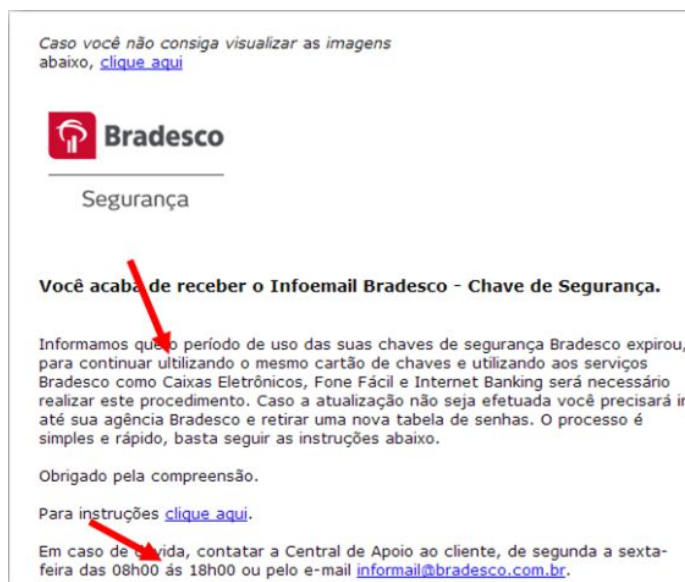 Caso você não consiga visualizar as imagens
abaixo, clique aqui
Bradesco
Segurança
Você acaba de receber o Infoemail Bradesco - Chave de Segurança.
Informamos que o período de uso das suas chaves de segurança Bradesco expirou,
para continuar ultilizando o mesmo cartão de chaves e utilizando aos serviços
Bradesco como Caixas Eletrônicos, Fone Fácil e Internet Banking será necessário
realizar este procedimento. Caso a atualização não seja efetuada você precisará ir
até sua agência Bradesco e retirar uma nova tabela de senhas. O processo é
simples e rápido, basta seguir as instruções abaixo.
Obrigado pela compreensão.
Para instruções clique aqui.
Em caso de dúvida, contatar a Central de Apoio ao cliente, de segunda a sexta-
feira das 08h00 ás 18h00 ou pelo e-mail informail@bradesco.com.br.